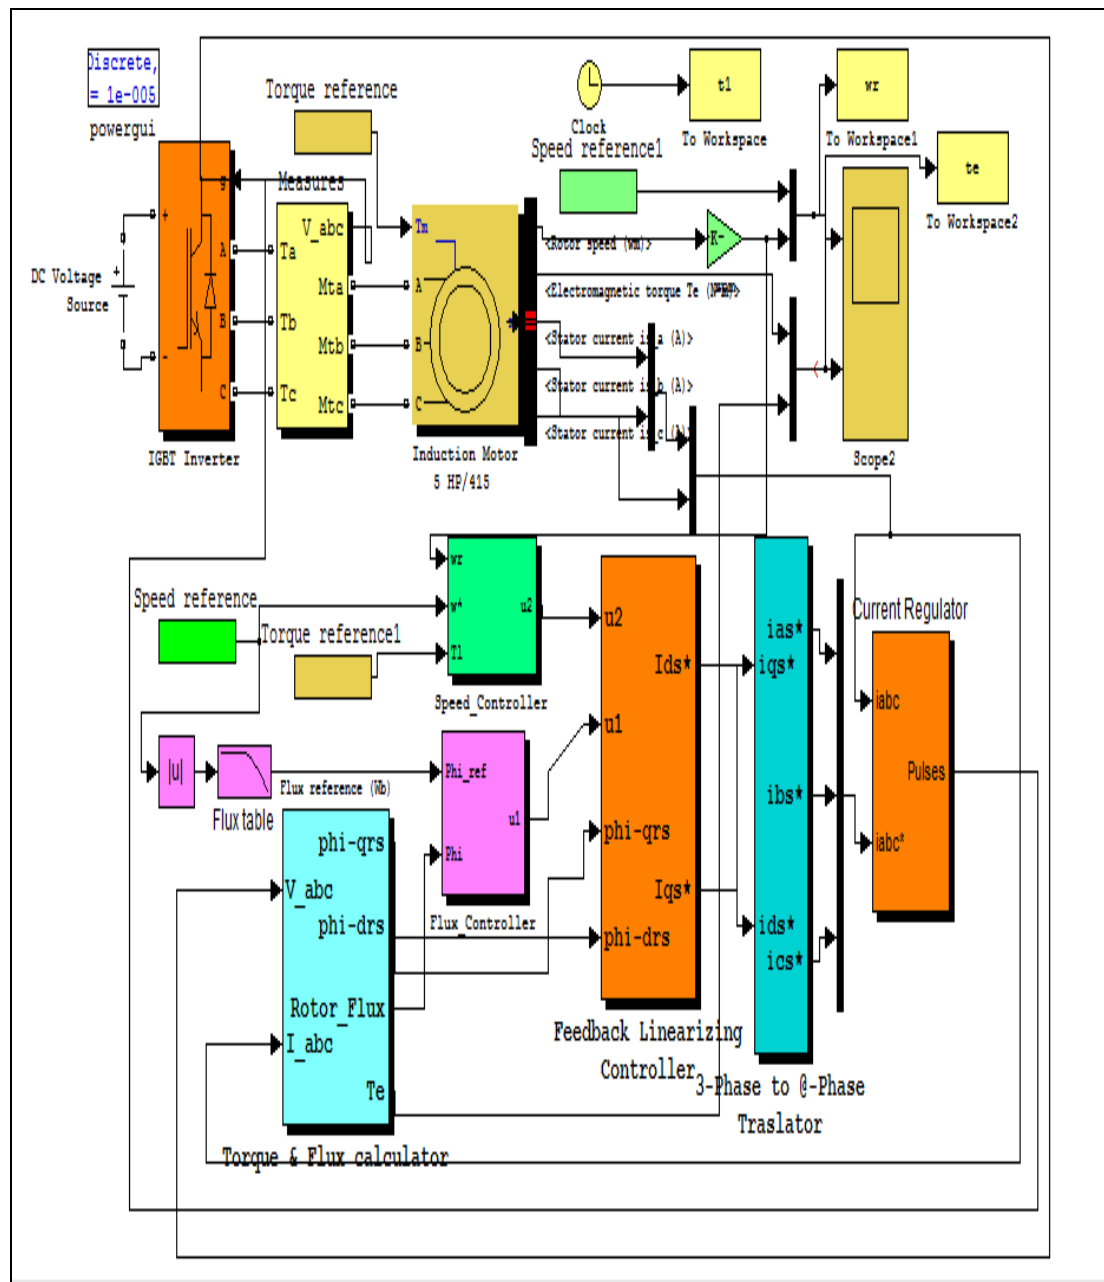 Discrete,
= 1e-005
powergui
Torque reference
Clock
t1
To Workspace
wr
To Workspace1
te
To Workspace2
Speed reference1
DC Voltage
Source
+
+
-
g
A
B
C
IGBT Inverter
Measures
V_abc
Ta
Mta
Tb
Mtb
Tc
Mtc
Tm
A
B
C
Induction Motor
5 HP/415
<Rotor speed (wm)>
K-
<Electromagnetic torque Te
<Stator current is_a (A)>
<Stator current is_b (A)>
<Stator current is_c (A)>
Scope2
Speed reference
Torque reference1
wr
w*
Tl
u2
Speed_Controller
|u|
Flux table
Flux reference (Wb)
Phi_ref
Phi
u1
Flux_Controller
phi-qrs
V_abc
phi-drs
Rotor_Flux
I_abc
Te
Torque & Flux calculator
u2
Ids*
u1
phi-qrs
Iqs*
phi-drs
Feedback Linearizing
Controller
ias*
iqs*
ibs*
ids*
ics*
3-Phase to @-Phase
Traslator
Current Regulator
iabc
Pulses
iabc*